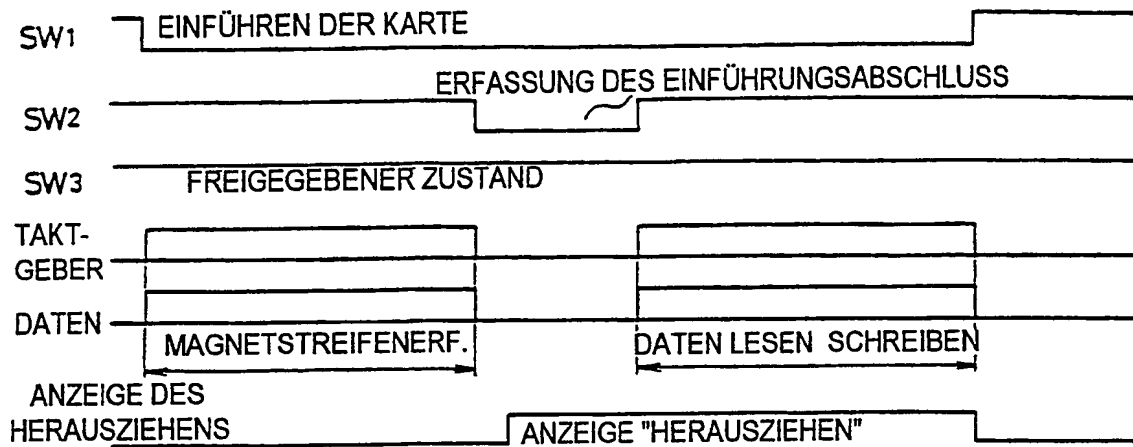 SW1 EINFÜHREN DER KARTE
ERFASSUNG DES EINFÜHRUNGSABSCHLUSS
SW2
SW3 FREIGEGEBENER ZUSTAND
TAKT-
GEBER
DATEN
MAGNETSTREIFENERF. DATEN LESEN SCHREIBEN
ANZEIGE DES
HERAUSZIEHENS ANZEIGE "HERAUSZIEHEN"